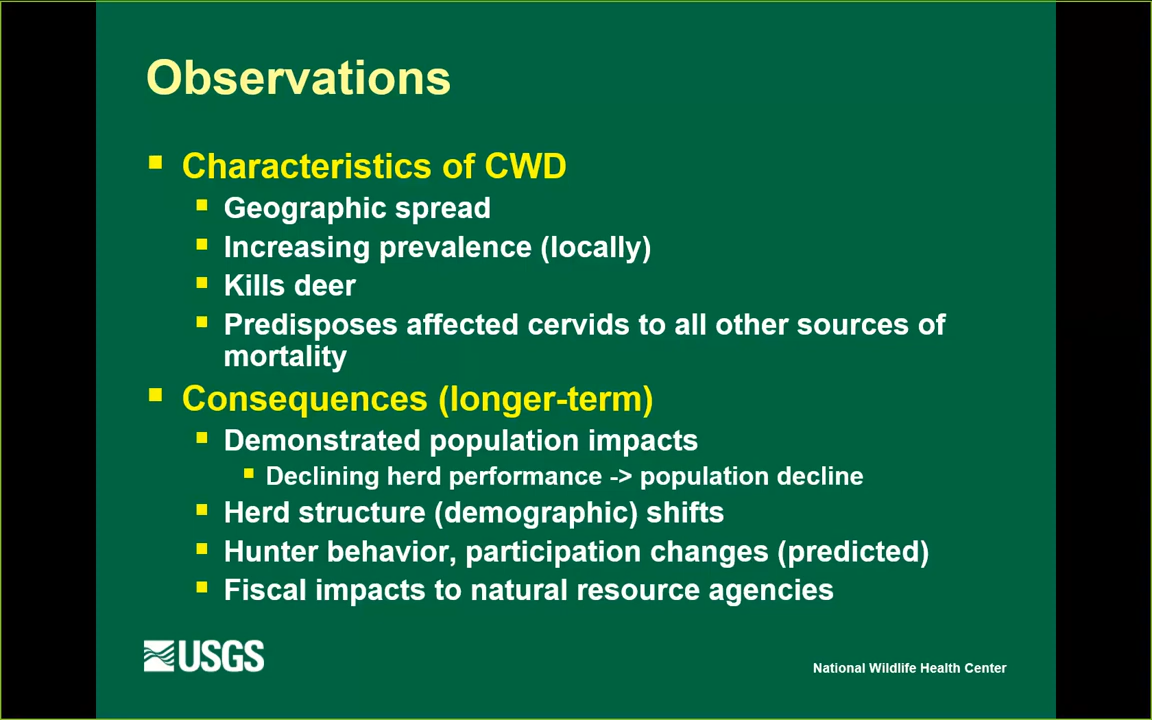 Observations
Characteristics of CWD
Geographic spread
Increasing prevalence (locally)
Kills deer
Predisposes affected cervids to all other sources of
mortality
Consequences (longer-term)
Demonstrated population impacts
Declining herd performance -> population decline
Herd structure (demographic) shifts
Hunter behavior, participation changes (predicted)
Fiscal impacts to natural resource agencies
USGS
National Wildlife Health Center